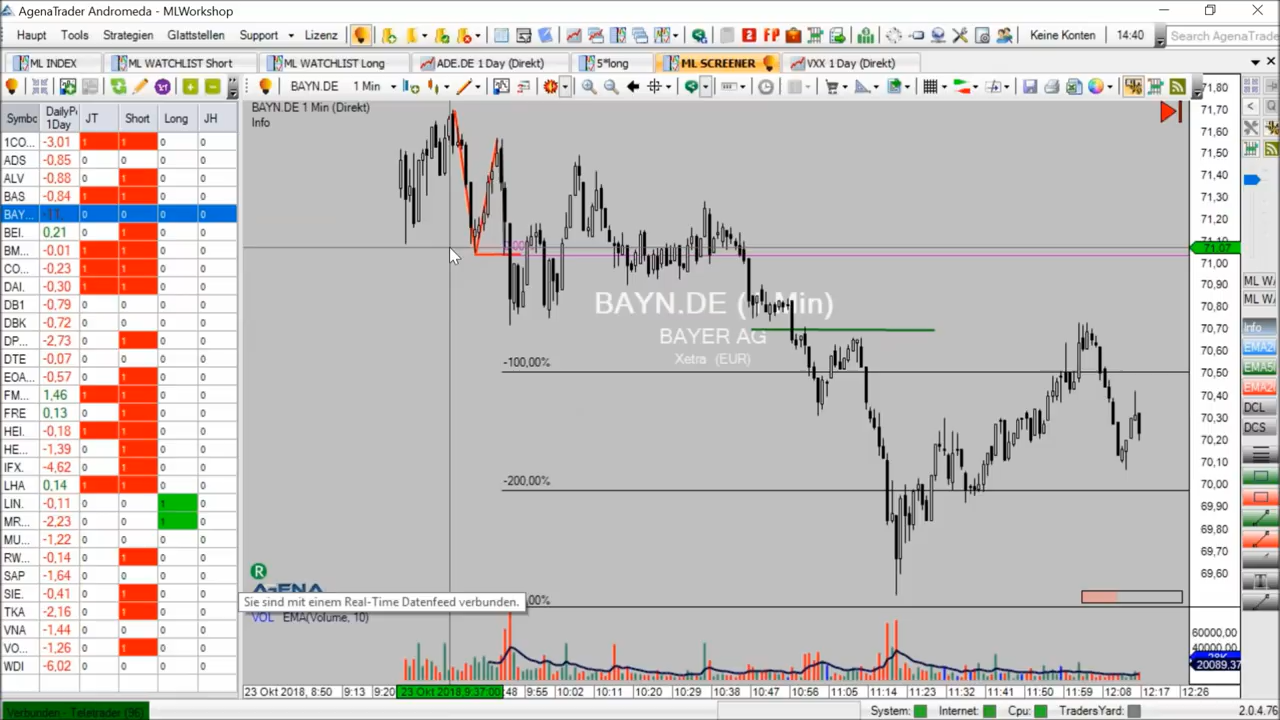 AgenaTrader Andromeda - MLWorkshop
Haupt Tools Strategien Glattstellen Support Lizenz Keine Konten 14:40 Search AgenaTrade
ML INDEX ML WATCHLIST Short ML WATCHLIST Long ADE.DE 1 Day (Direkt) 5*long ML SCREENER VXX 1 Day (Direkt)
BAYN.DE 1 Min
Symbo DailyP 1Day JT Short Long JH
1CO... -3,01 1 1 0 0
ADS -0,85 0 0 0 0
ALV -0,88 0 1 0 0
BAS -0,84 1 1 0 0
BAY... -11. 0 0 0 0
BEI. 0,21 0 1 0 0
BM... -0,01 1 1 0 0
CO... -0,23 1 1 0 0
DAI. -0,30 1 1 0 0
DB1 -0,79 0 0 0 0
DBK -0,72 0 0 0 0
DP... -2,73 0 1 0 0
DTE -0,07 0 0 0 0
EOA... -0,57 0 1 0 0
FM... 1,46 1 1 0 0
FRE 0,13 0 1 0 0
HEI. -0,18 1 1 0 0
HE... -1,39 0 1 0 0
IFX. -4,62 0 1 0 0
LHA 0,14 1 1 0 0
LIN. -0,11 0 0 1 0
MR... -2,23 0 0 1 0
MU... -1,22 0 0 0 0
RW... -0,14 0 1 0 0
SAP -1,64 0 0 0 0
SIE. -0,41 0 1 0 0
TKA -2,16 0 1 0 0
VNA -1,44 0 0 0 0
VO... -1,26 0 1 0 0
WDI -6,02 0 0 0 0
BAYN.DE 1 Min (Direkt)
Info
BAYN.DE (1 Min)
BAYER AG
Xetra (EUR)
-100,00%
-200,00%
Sie sind mit einem Real-Time Datenfeed verbunden.
VOL EMA(Volume, 10)
71,80
71,70
71,60
71,50
71,40
71,30
71,20
71,10
71,07
71,00
70,90
70,80
70,70
70,60
70,50
70,40
70,30
70,20
70,10
70,00
69,90
69,80
69,70
69,60
60000,00
40000,00
20089,37
ML WA
ML WA
Info
DCL
DCS
23 Okt 2018, 8:50 9:13 9:20 23 Okt 2018, 9:37:00 48 9:56 10:02 10:11 10:20 10:29 10:38 10:47 10:56 11:05 11:14 11:23 11:32 11:41 11:50 11:59 12:08 12:17 12:26
Verbunden - Teletrader (96) System: Internet: Cpu: TradersYard: 2.0.4.76